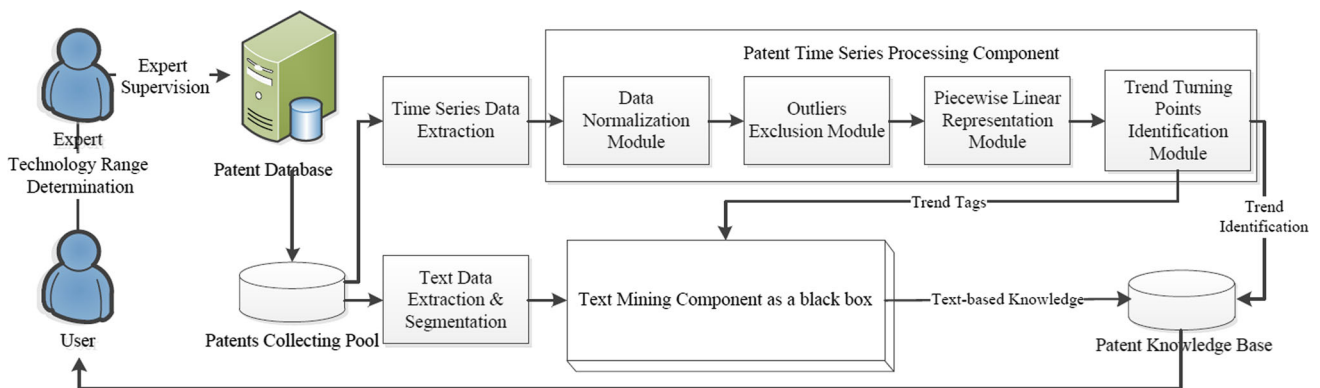 Patent Time Series Processing Component
Expert
Supervision
Time Series Data
Extraction
Data
Normalization
Module
Outliers
Exclusion Module
Piecewise Linear
Representation
Module
Trend Turning
Points
Identification
Module
Expert
Technology Range
Determination
Patent Database
Trend Tags
Trend
Identification
Text Data
Extraction &
Segmentation
Text Mining Component as a black box
Text-based Knowledge
User
Patents Collecting Pool
Patent Knowledge Base